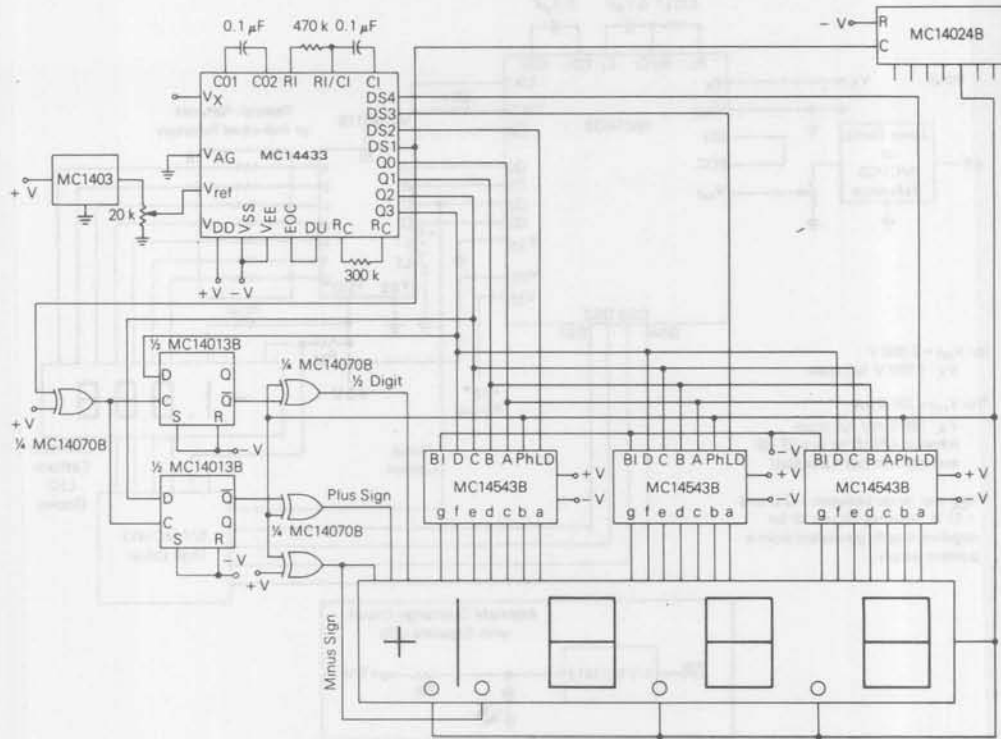 0.1 μF 470 k 0.1 μF
− V R
MC14024B
C
CO1 CO2 RI RI/CI CI
VX
DS4
DS3
DS2
DS1
VAG
MC14433
Q0
Q1
Q2
Q3
MC1403
+ V
Vref
20 k
VDD VSS VEE EOC DU RC RC
300 k
+ V − V
½ MC14013B
D Q
C Q
S R
− V
+ V
¼ MC14070B
¼ MC14070B
½ Digit
½ MC14013B
D Q
C Q
S R
− V
+ V
Plus Sign
¼ MC14070B
BI D C B A Ph LD
MC14543B
g f e d c b a
+ V
− V
BI D C B A Ph LD
MC14543B
g f e d c b a
+ V
− V
BI D C B A Ph LD
MC14543B
g f e d c b a
+ V
− V
Minus Sign